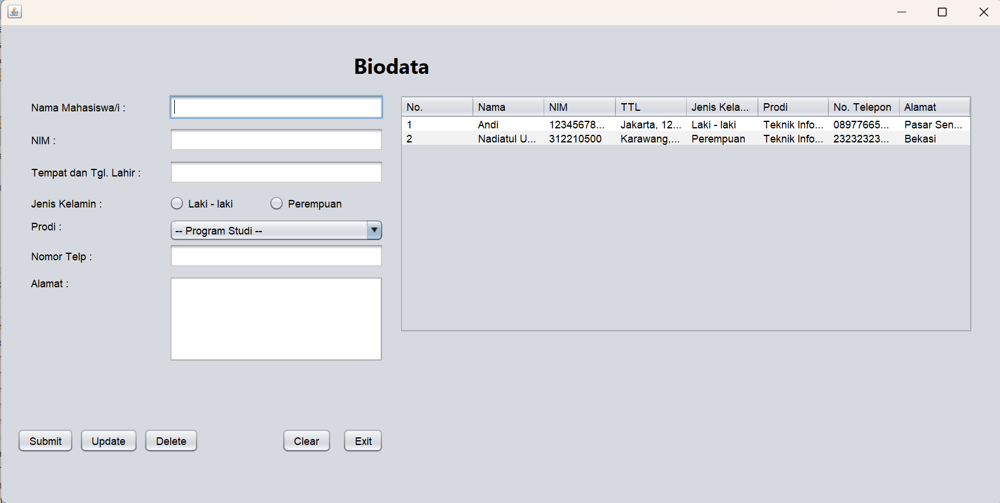 Biodata
Nama Mahasiswa/i :
NIM :
Tempat dan Tgl. Lahir :
Jenis Kelamin : Laki - laki Perempuan
Prodi : -- Program Studi --
Nomor Telp :
Alamat :
Submit Update Delete Clear Exit
No. Nama NIM TTL Jenis Kela... Prodi No. Telepon Alamat
1 Andi 12345678... Jakarta, 12... Laki - laki Teknik Info... 08977665... Pasar Sen...
2 Nadiatul U... 312210500 Karawang,... Perempuan Teknik Info... 23232323... Bekasi